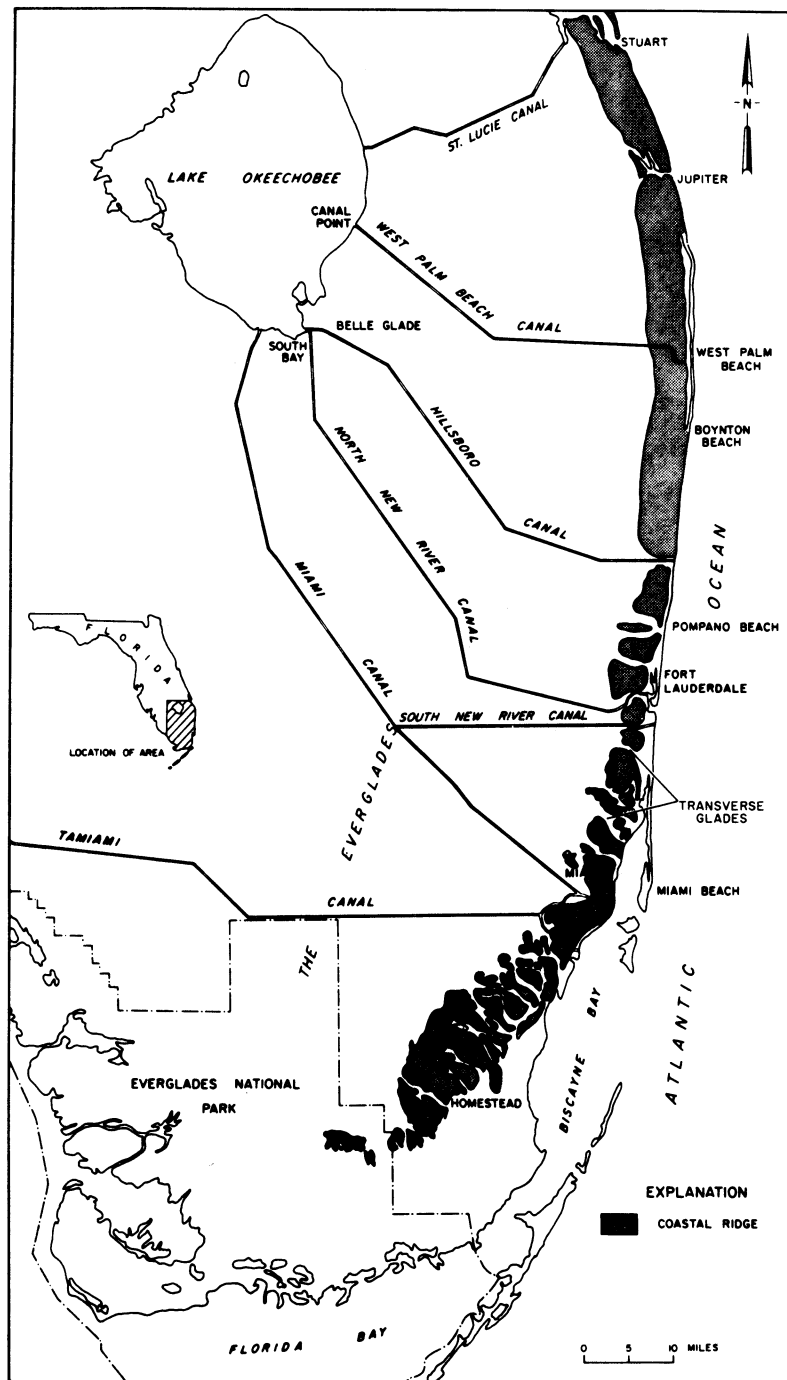 STUART
-N-
ST. LUCIE CANAL
LAKE OKEECHOBEE
JUPITER
CANAL
POINT
WEST PALM BEACH CANAL
BELLE GLADE
SOUTH
BAY
WEST PALM
BEACH
HILLSBORO CANAL
BOYNTON
BEACH
NORTH NEW RIVER CANAL
MIAMI CANAL
ATLANTIC OCEAN
POMPANO BEACH
FLORIDA
FORT
LAUDERDALE
SOUTH NEW RIVER CANAL
LOCATION OF AREA
THE EVERGLADES
TRANSVERSE
GLADES
TAMIAMI CANAL
MIA
MIAMI BEACH
BISCAYNE BAY
EVERGLADES NATIONAL
PARK
HOMESTEAD
EXPLANATION
COASTAL RIDGE
FLORIDA BAY
0 5 10 MILES